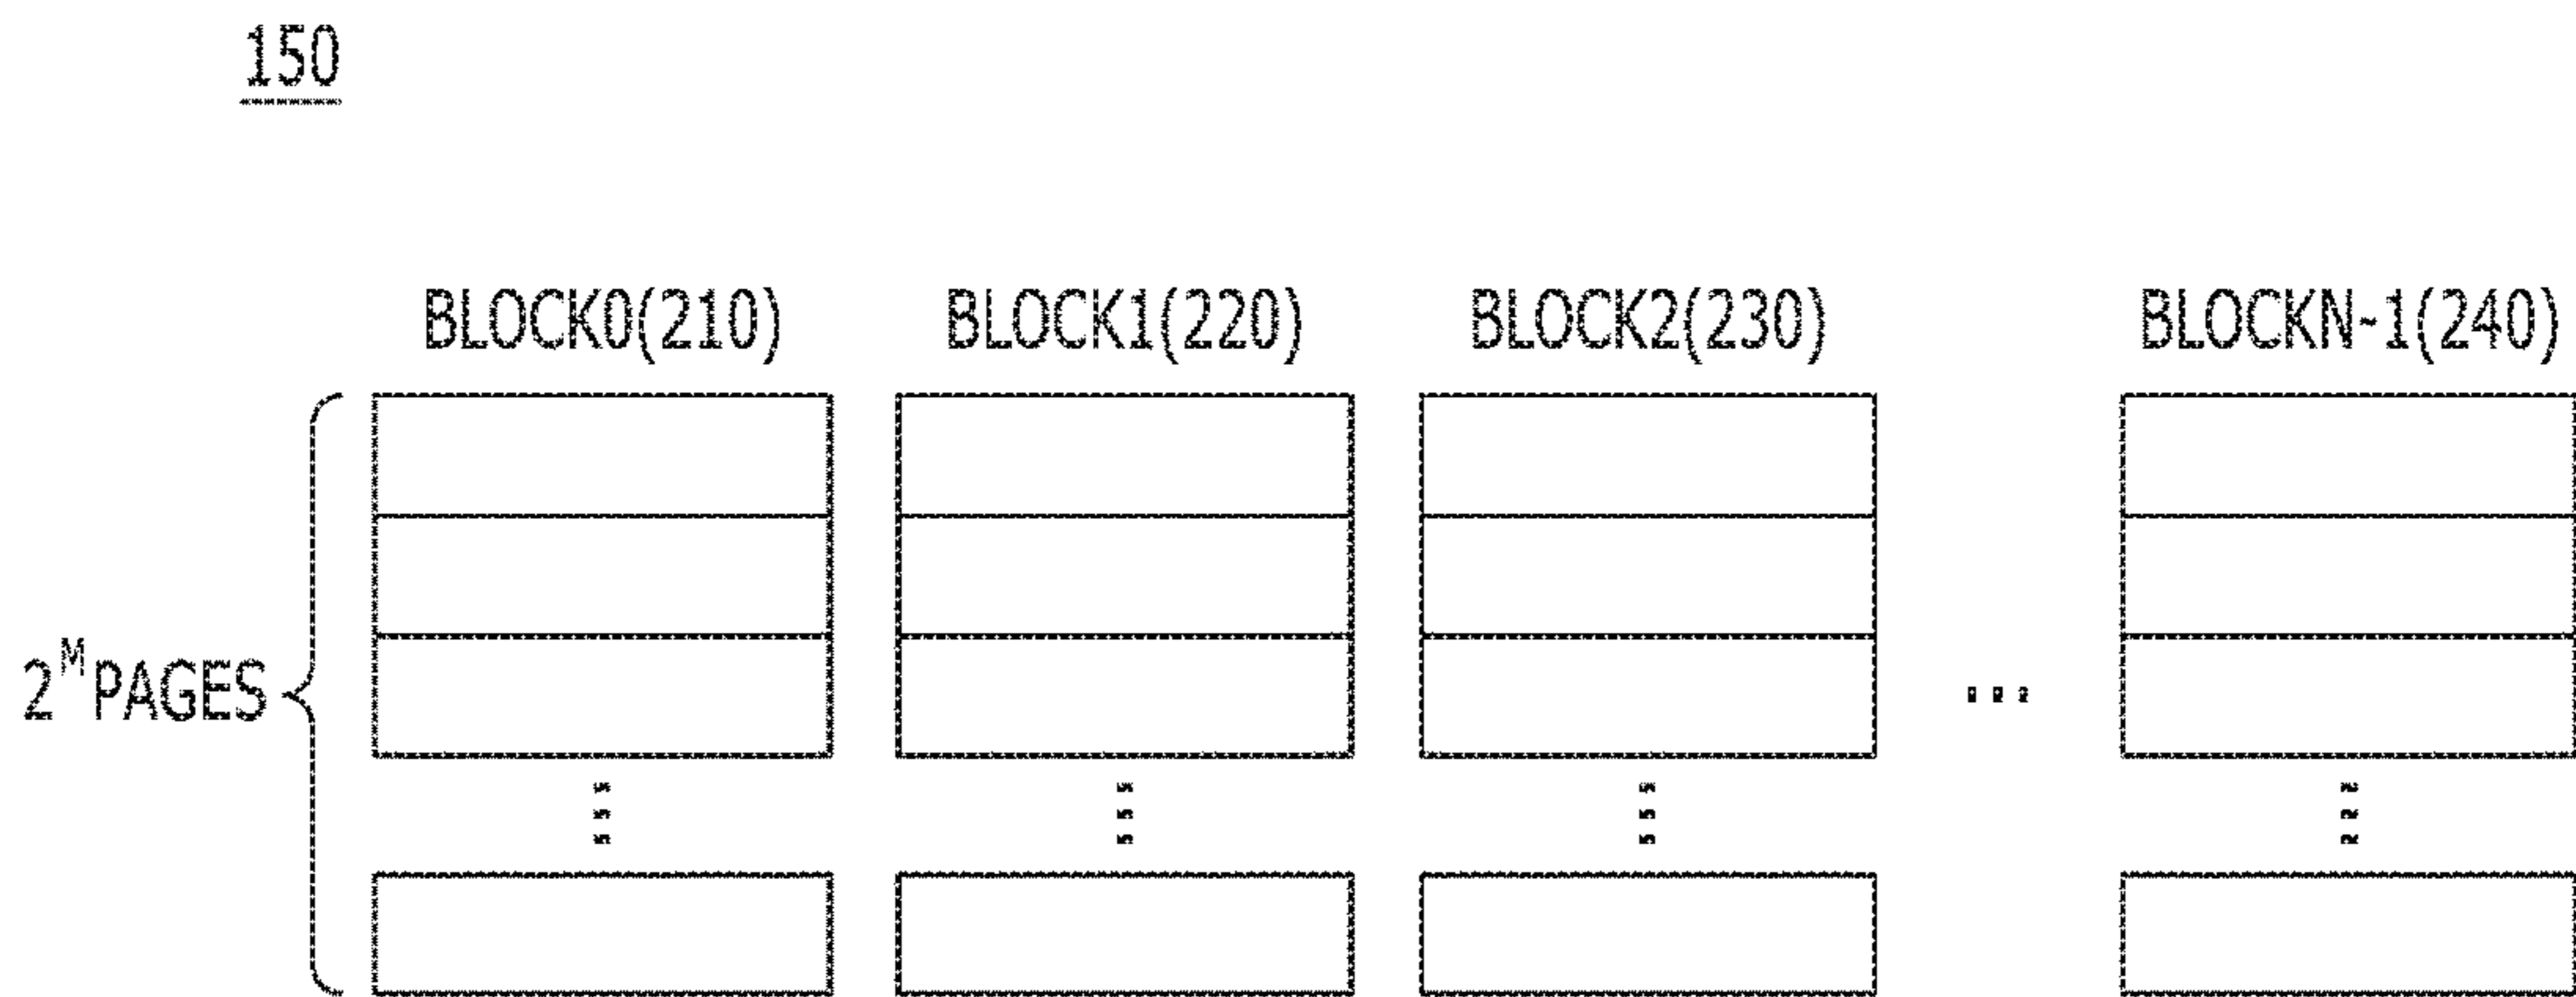 150
BLOCK0(210) BLOCK1(220) BLOCK2(230) BLOCKN-1(240)
2^M PAGES
...